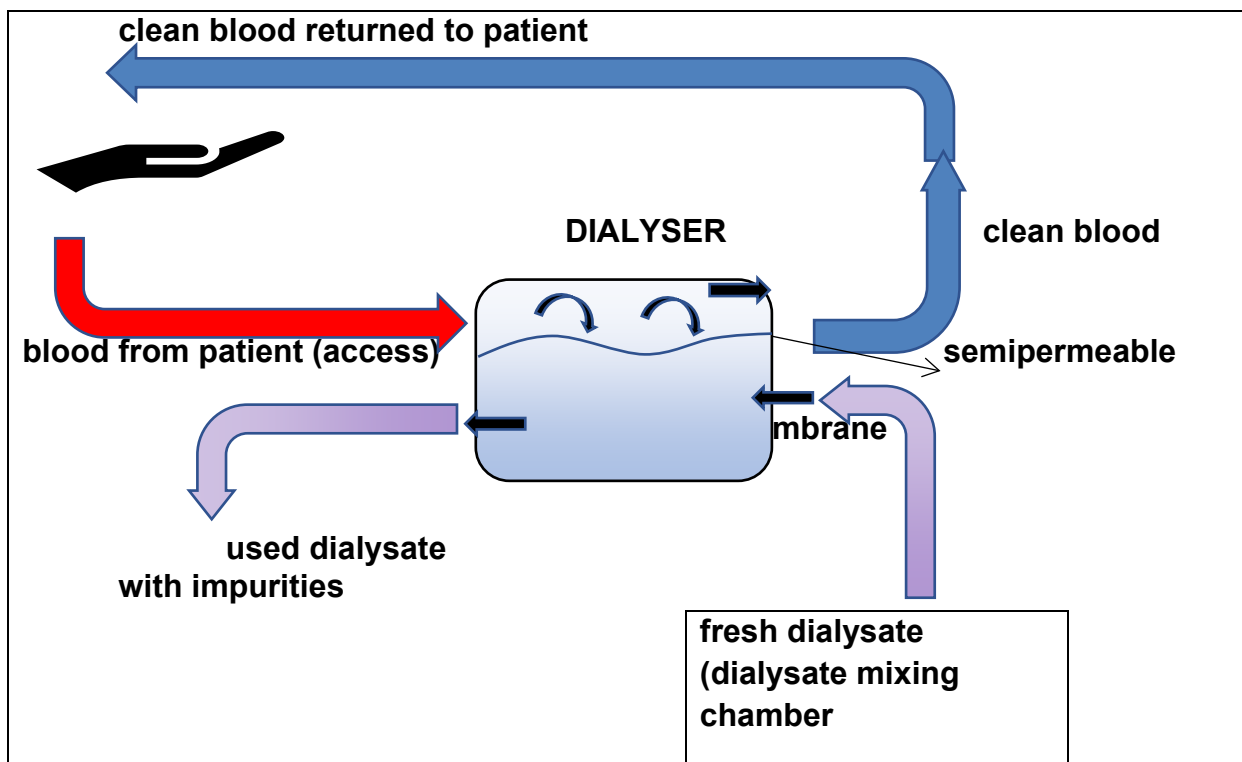 clean blood returned to patient
DIALYSER
clean blood
blood from patient (access)
semipermeable
mbrane
used dialysate
with impurities
fresh dialysate
(dialysate mixing
chamber